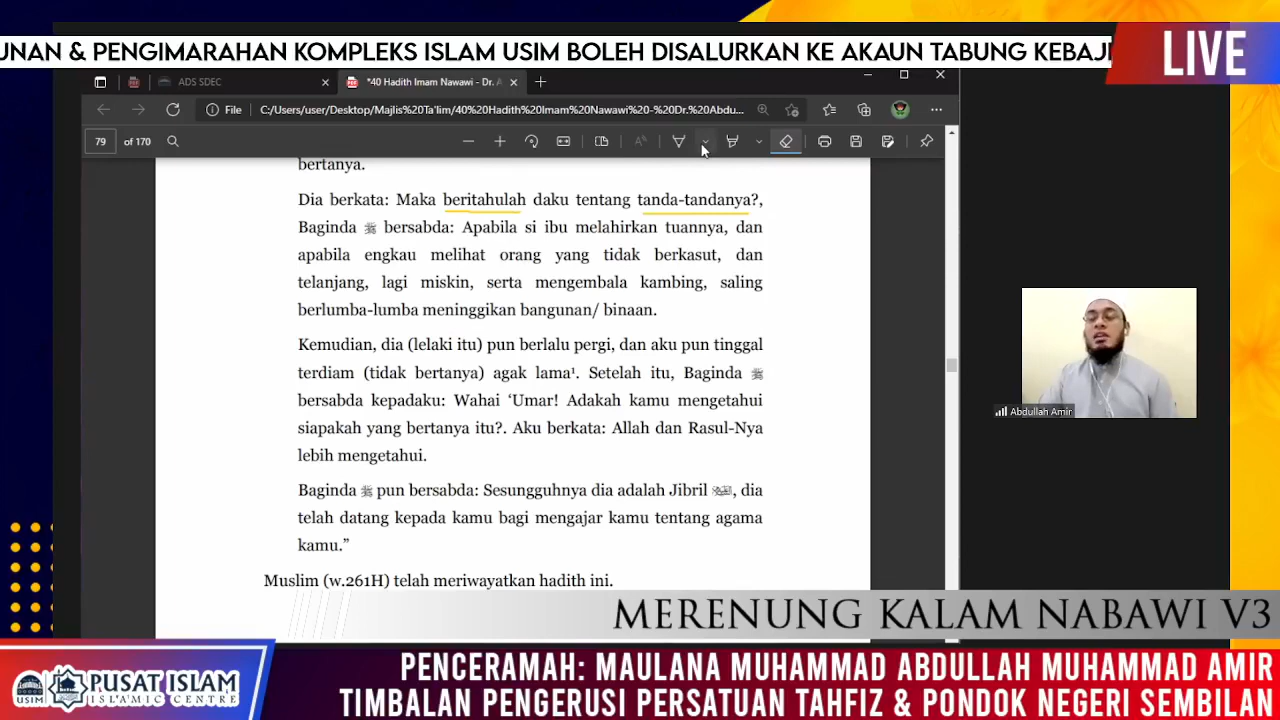 UNAN & PENGIMARAHAN KOMPLEKS ISLAM USIM BOLEH DISALURKAN KE AKAUN TABUNG KEBAJI
LIVE
ADS SDEC
*40 Hadith Imam Nawawi - Dr. A
File
C:/Users/user/Desktop/Majlis%20Ta'lim/40%20Hadith%20Imam%20Nawawi%20-%20Dr.%20Abdu...
79 of 170
bertanya.
Dia berkata: Maka beritahulah daku tentang tanda-tandanya?,
Baginda ﷺ bersabda: Apabila si ibu melahirkan tuannya, dan
apabila engkau melihat orang yang tidak berkasut, dan
telanjang, lagi miskin, serta mengembala kambing, saling
berlumba-lumba meninggikan bangunan/ binaan.
Kemudian, dia (lelaki itu) pun berlalu pergi, dan aku pun tinggal
terdiam (tidak bertanya) agak lama¹. Setelah itu, Baginda ﷺ
bersabda kepadaku: Wahai ‘Umar! Adakah kamu mengetahui
siapakah yang bertanya itu?. Aku berkata: Allah dan Rasul-Nya
lebih mengetahui.
Baginda ﷺ pun bersabda: Sesungguhnya dia adalah Jibril , dia
telah datang kepada kamu bagi mengajar kamu tentang agama
kamu.”
Muslim (w.261H) telah meriwayatkan hadith ini.
Abdullah Amir
MERENUNG KALAM NABAWI V3
USIM
PUSAT ISLAM
ISLAMIC CENTRE
PENCERAMAH: MAULANA MUHAMMAD ABDULLAH MUHAMMAD AMIR
TIMBALAN PENGERUSI PERSATUAN TAHFIZ & PONDOK NEGERI SEMBILAN